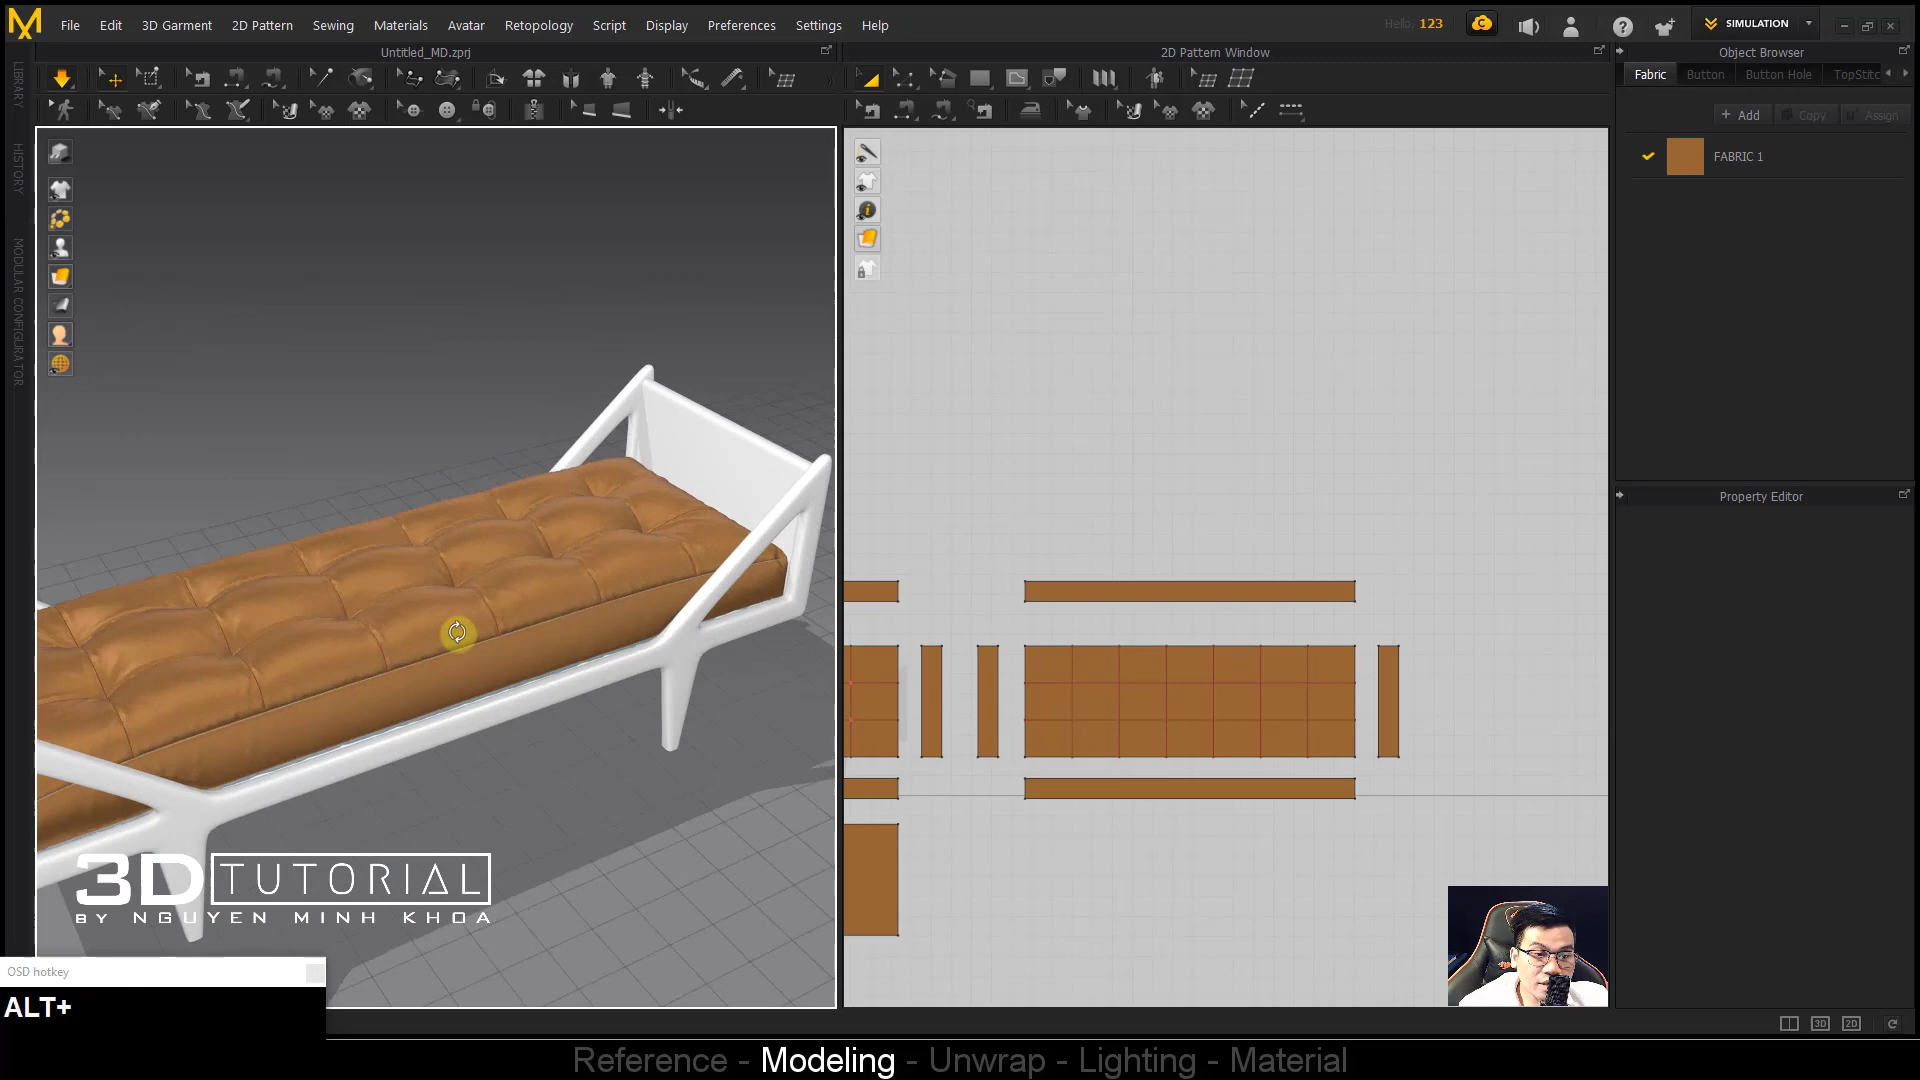 File Edit 3D Garment 2D Pattern Sewing Materials Avatar Retopology Script Display Preferences Settings Help
Hello, 123
SIMULATION
Untitled_MD.zprj
2D Pattern Window
Object Browser
Fabric Button Button Hole TopStitc
+ Add Copy Assign
FABRIC 1
Property Editor
LIBRARY
HISTORY
MODULAR CONFIGURATOR
3D TUTORIAL
BY NGUYEN MINH KHOA
OSD hotkey
ALT+
3D 2D
Reference - Modeling - Unwrap - Lighting - Material